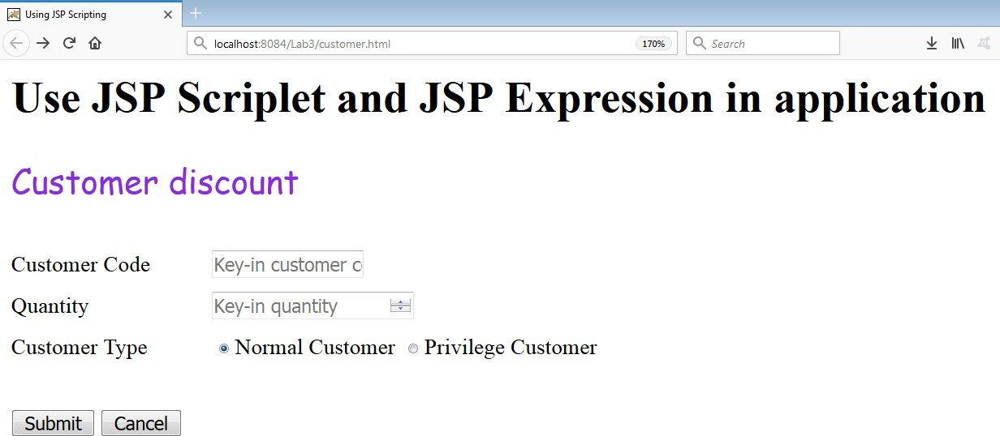 Using JSP Scripting
localhost:8084/Lab3/customer.html 170% Search
Use JSP Scriplet and JSP Expression in application
Customer discount
Customer Code Key-in customer c
Quantity Key-in quantity
Customer Type Normal Customer Privilege Customer
Submit Cancel